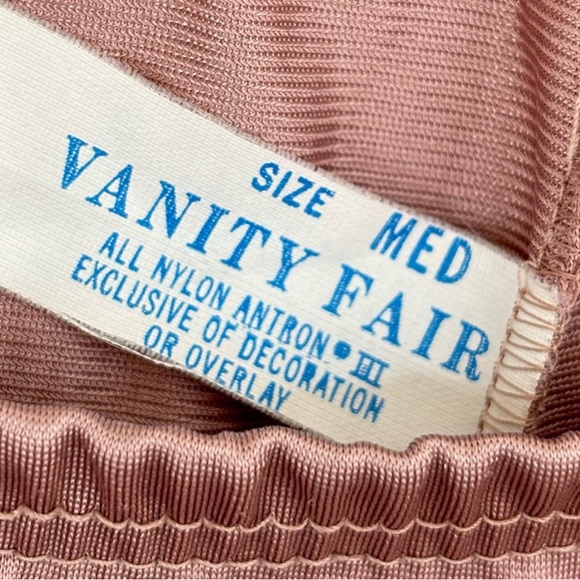 SIZE MED
VANITY FAIR
ALL NYLON ANTRON●III
EXCLUSIVE OF DECORATION
OR OVERLAY